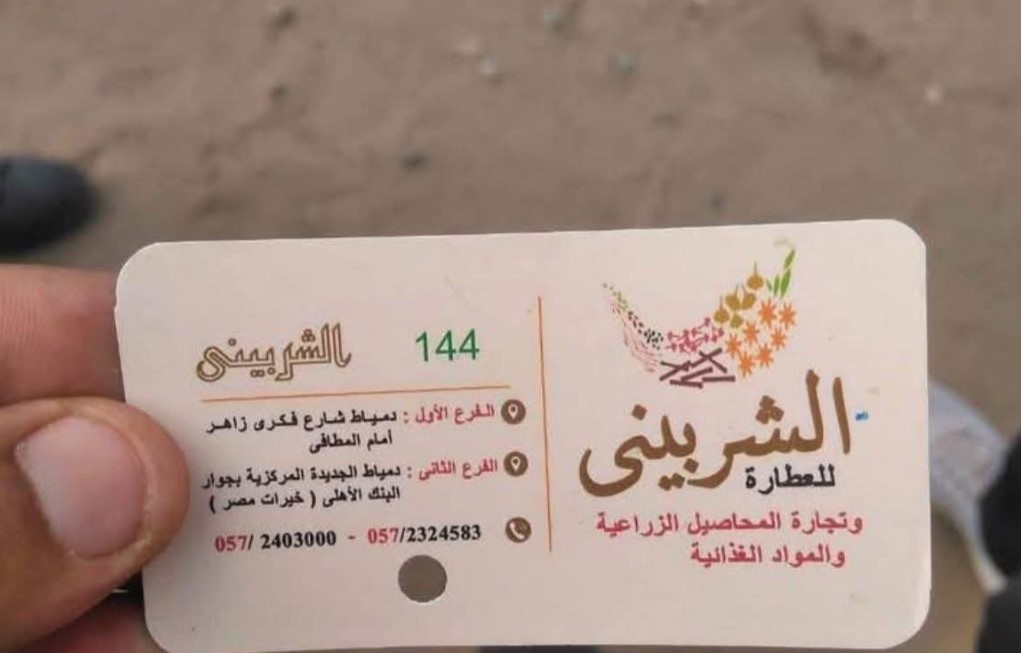 الشربينى
للعطارة
وتجارة المحاصيل الزراعية
والمواد الغذائية
144
الشربينى
الفرع الأول : دمياط شارع فكرى زاهر
أمام المطافى
الفرع الثانى : دمياط الجديدة المركزية بجوار
البنك الأهلى ( خيرات مصر )
057/ 2403000 - 057/2324583